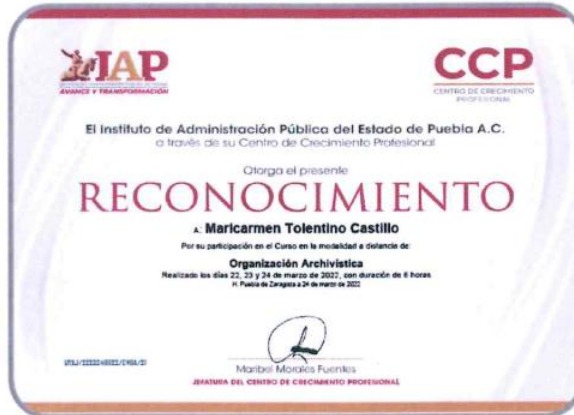 IAP
AVANCE Y TRANSFORMACIÓN
CCP
CENTRO DE CRECIMIENTO
PROFESIONAL
El Instituto de Administración Pública del Estado de Puebla A.C.
a través de su Centro de Crecimiento Profesional
Otorga el presente
RECONOCIMIENTO
A: Maricarmen Tolentino Castillo
Por su participación en el Curso en la modalidad a distancia de:
Organización Archivística
Realizado los días 22, 23 y 24 de marzo de 2022, con duración de 6 horas
H. Puebla de Zaragoza a 24 de marzo de 2022
Maribel Morales Fuentes
JEFATURA DEL CENTRO DE CRECIMIENTO PROFESIONAL